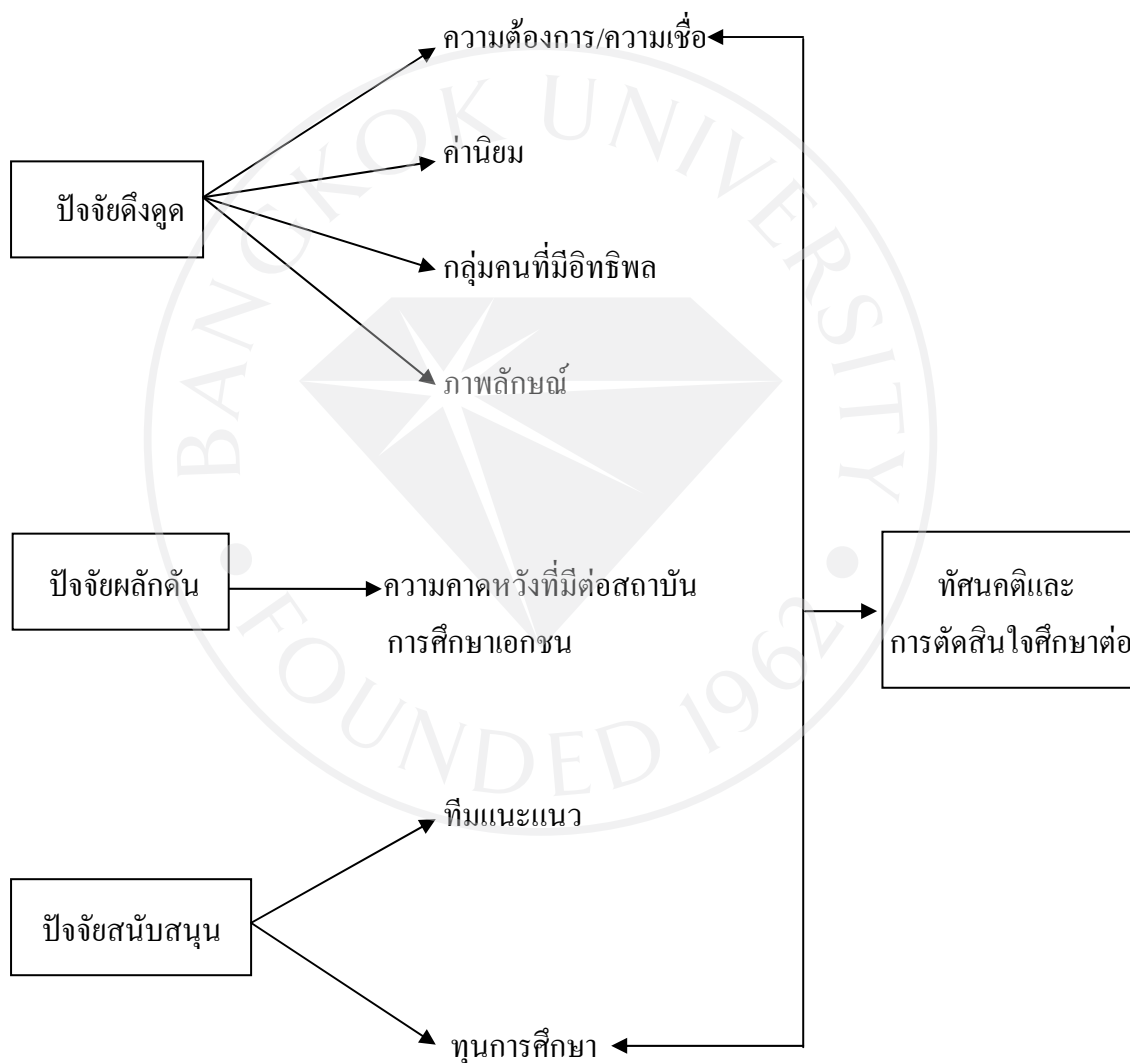 ความต้องการ/ความเชื่อ
ค่านิยม
ปัจจัยดึงดูด
กลุ่มคนที่มีอิทธิพล
ภาพลักษณ์
ปัจจัยผลักดัน
ความคาดหวังที่มีต่อสถาบัน
การศึกษาเอกชน
ทัศนคติและ
การตัดสินใจศึกษาต่อ
ทีมแนะแนว
ปัจจัยสนับสนุน
ทุนการศึกษา
BANGKOK UNIVERSITY
FOUNDED 1962